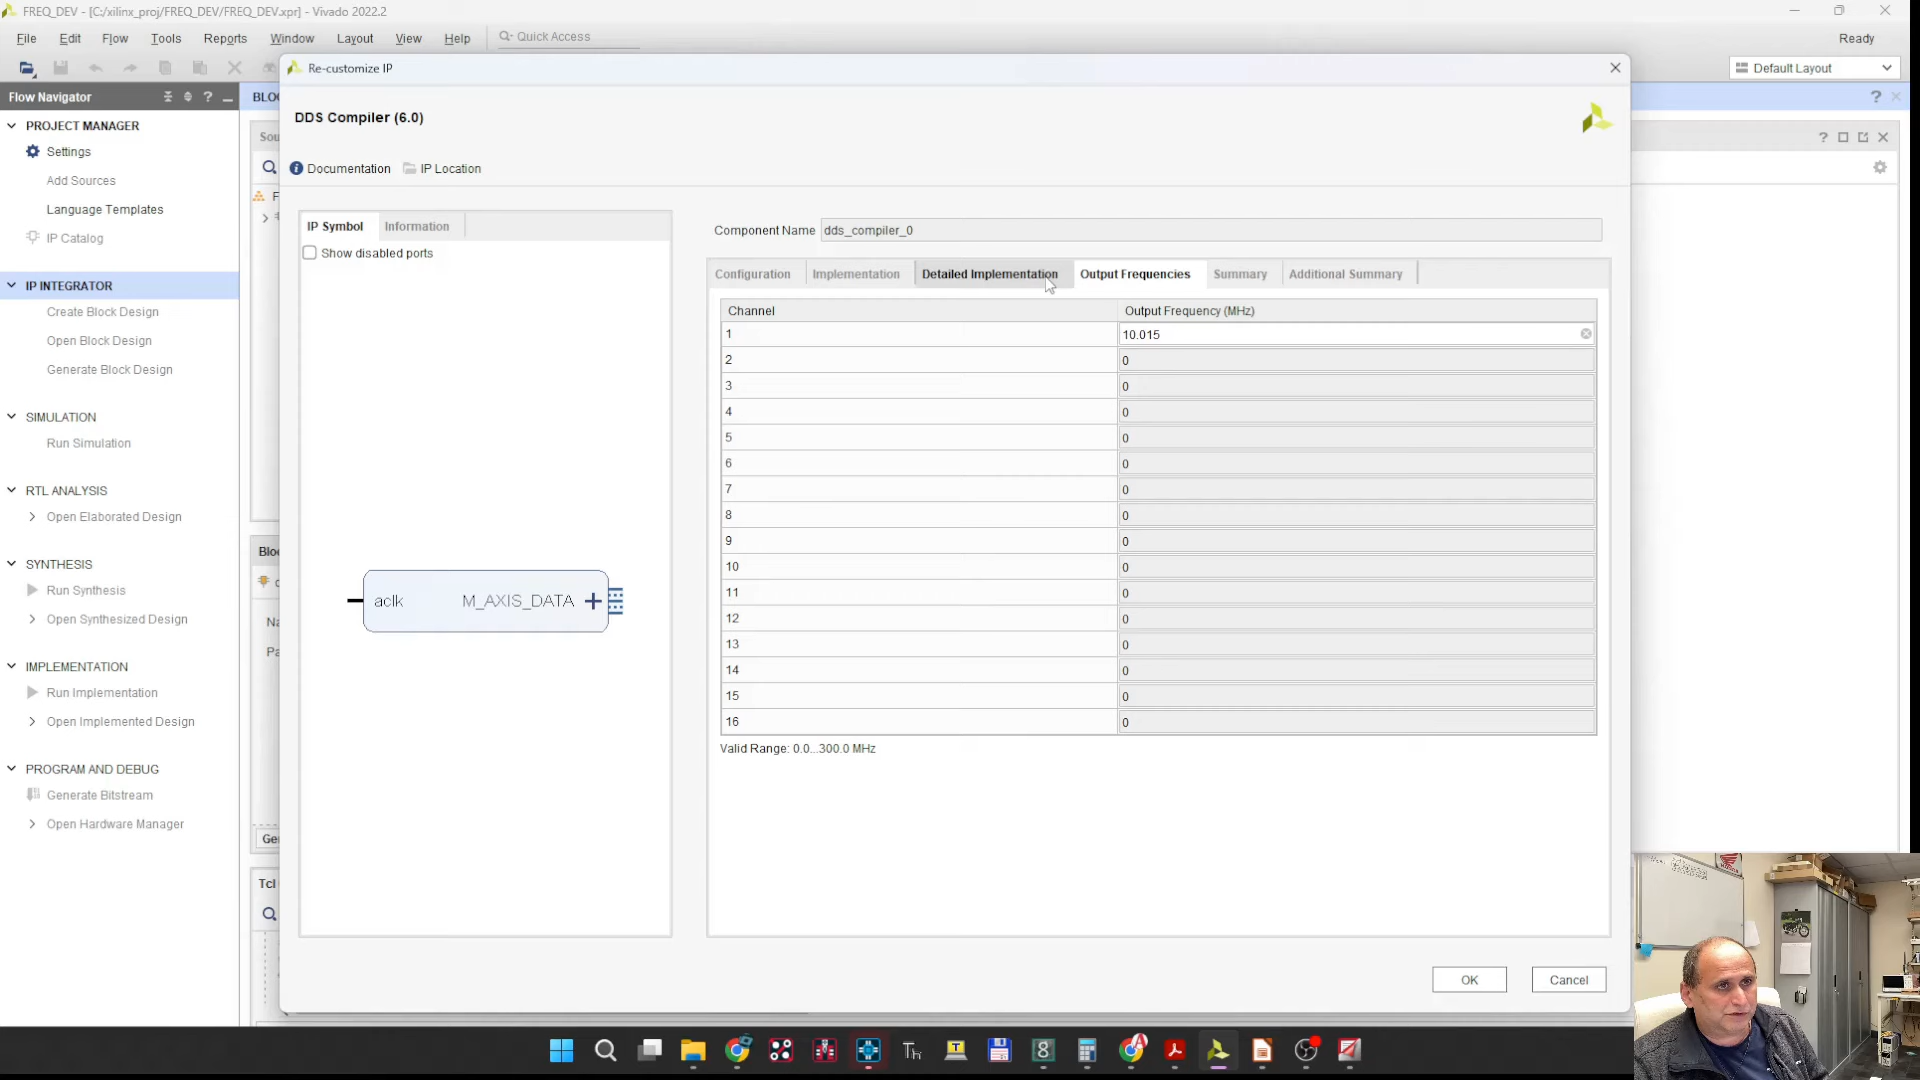 FREQ_DEV - [C:/xilinx_proj/FREQ_DEV/FREQ_DEV.xpr] - Vivado 2022.2
File Edit Flow Tools Reports Window Layout View Help Quick Access
Ready
Default Layout
Flow Navigator
PROJECT MANAGER
Settings
Add Sources
Language Templates
IP Catalog
IP INTEGRATOR
Create Block Design
Open Block Design
Generate Block Design
SIMULATION
Run Simulation
RTL ANALYSIS
Open Elaborated Design
SYNTHESIS
Run Synthesis
Open Synthesized Design
IMPLEMENTATION
Run Implementation
Open Implemented Design
PROGRAM AND DEBUG
Generate Bitstream
Open Hardware Manager
BLO
Sou
F
Bloc
Na
Pa
Ge
Tcl
Re-customize IP
DDS Compiler (6.0)
Documentation IP Location
IP Symbol Information
Show disabled ports
aclk M_AXIS_DATA
Component Name dds_compiler_0
Configuration Implementation Detailed Implementation Output Frequencies Summary Additional Summary
Channel Output Frequency (MHz)
1 10.015
2 0
3 0
4 0
5 0
6 0
7 0
8 0
9 0
10 0
11 0
12 0
13 0
14 0
15 0
16 0
Valid Range: 0.0...300.0 MHz
OK Cancel